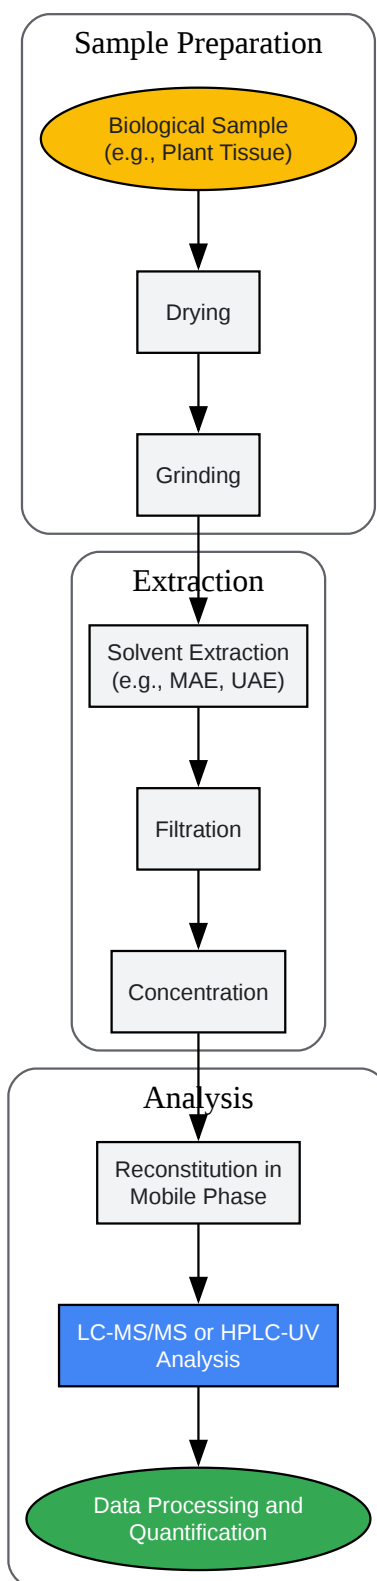 Sample Preparation
Biological Sample
(e.g., Plant Tissue)
Drying
Grinding
Extraction
Solvent Extraction
(e.g., MAE, UAE)
Filtration
Concentration
Analysis
Reconstitution in
Mobile Phase
LC-MS/MS or HPLC-UV
Analysis
Data Processing and
Quantification